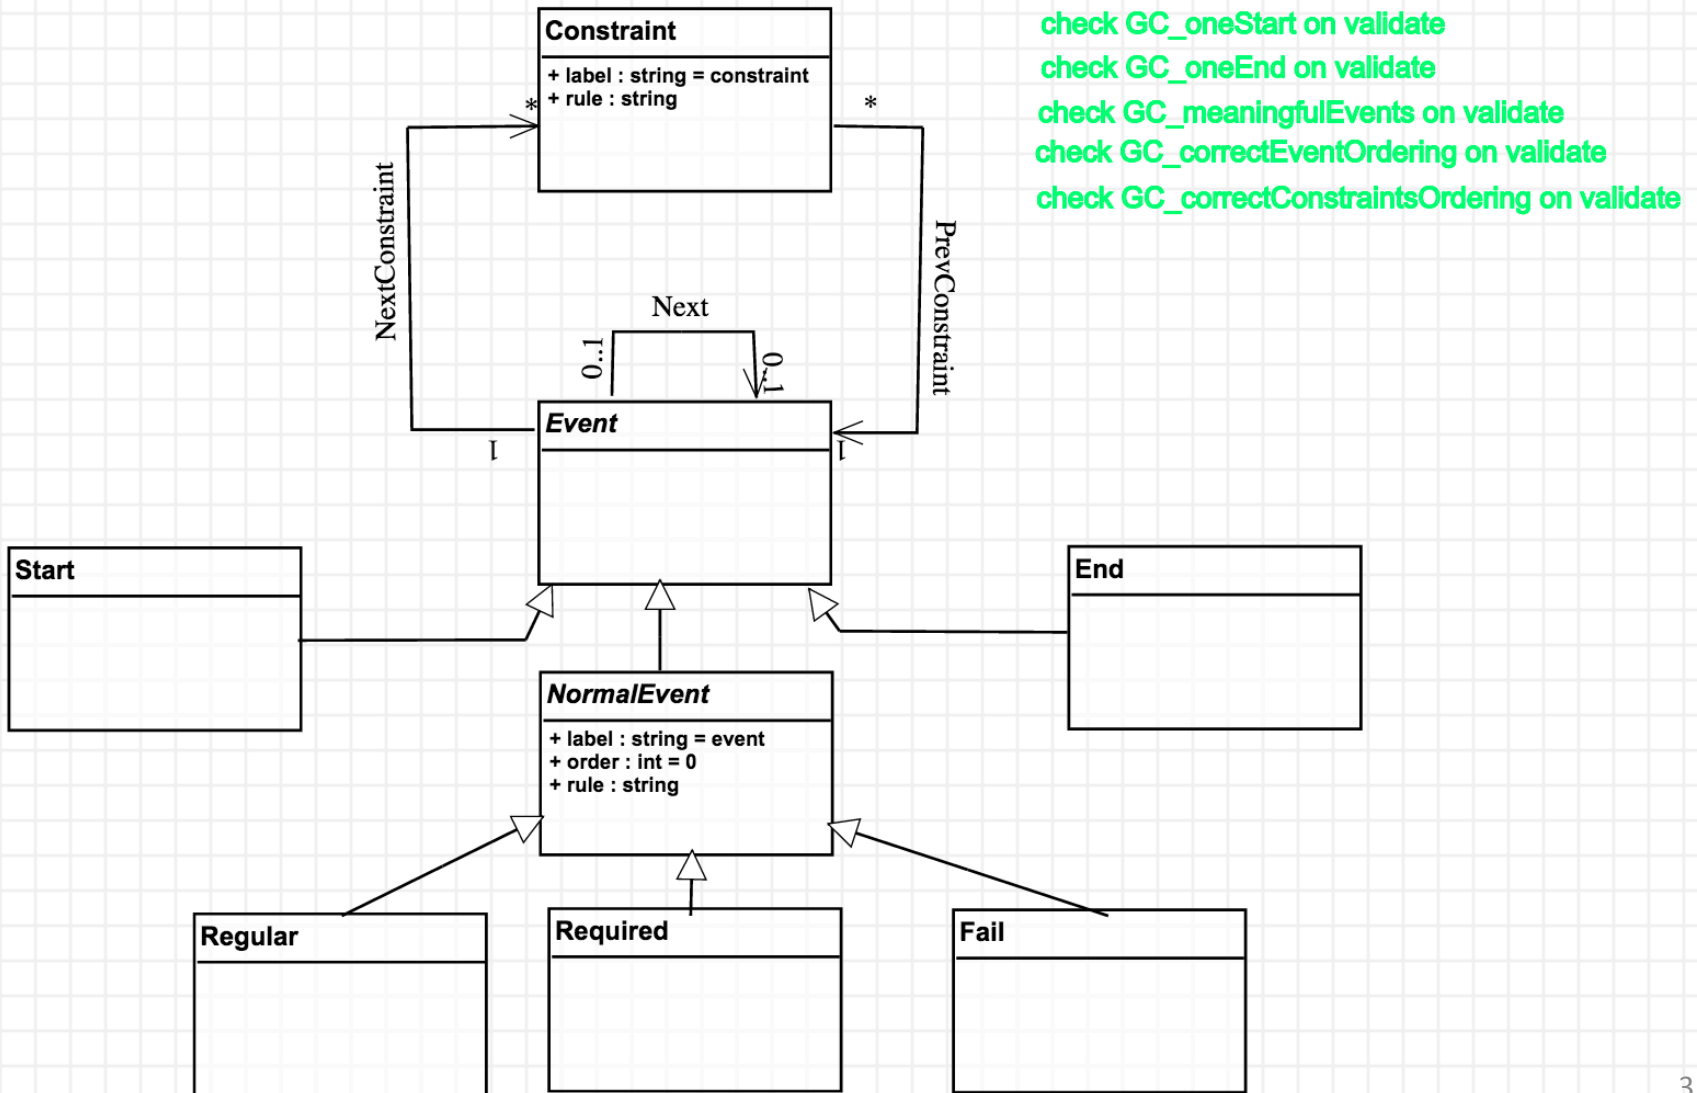 Constraint
+ label : string = constraint
+ rule : string
check GC_oneStart on validate
check GC_oneEnd on validate
check GC_meaningfulEvents on validate
check GC_correctEventOrdering on validate
check GC_correctConstraintsOrdering on validate
*
*
NextConstraint
PrevConstraint
Next
0..1
0..1
Event
1
1
Start
End
NormalEvent
+ label : string = event
+ order : int = 0
+ rule : string
Regular
Required
Fail
3